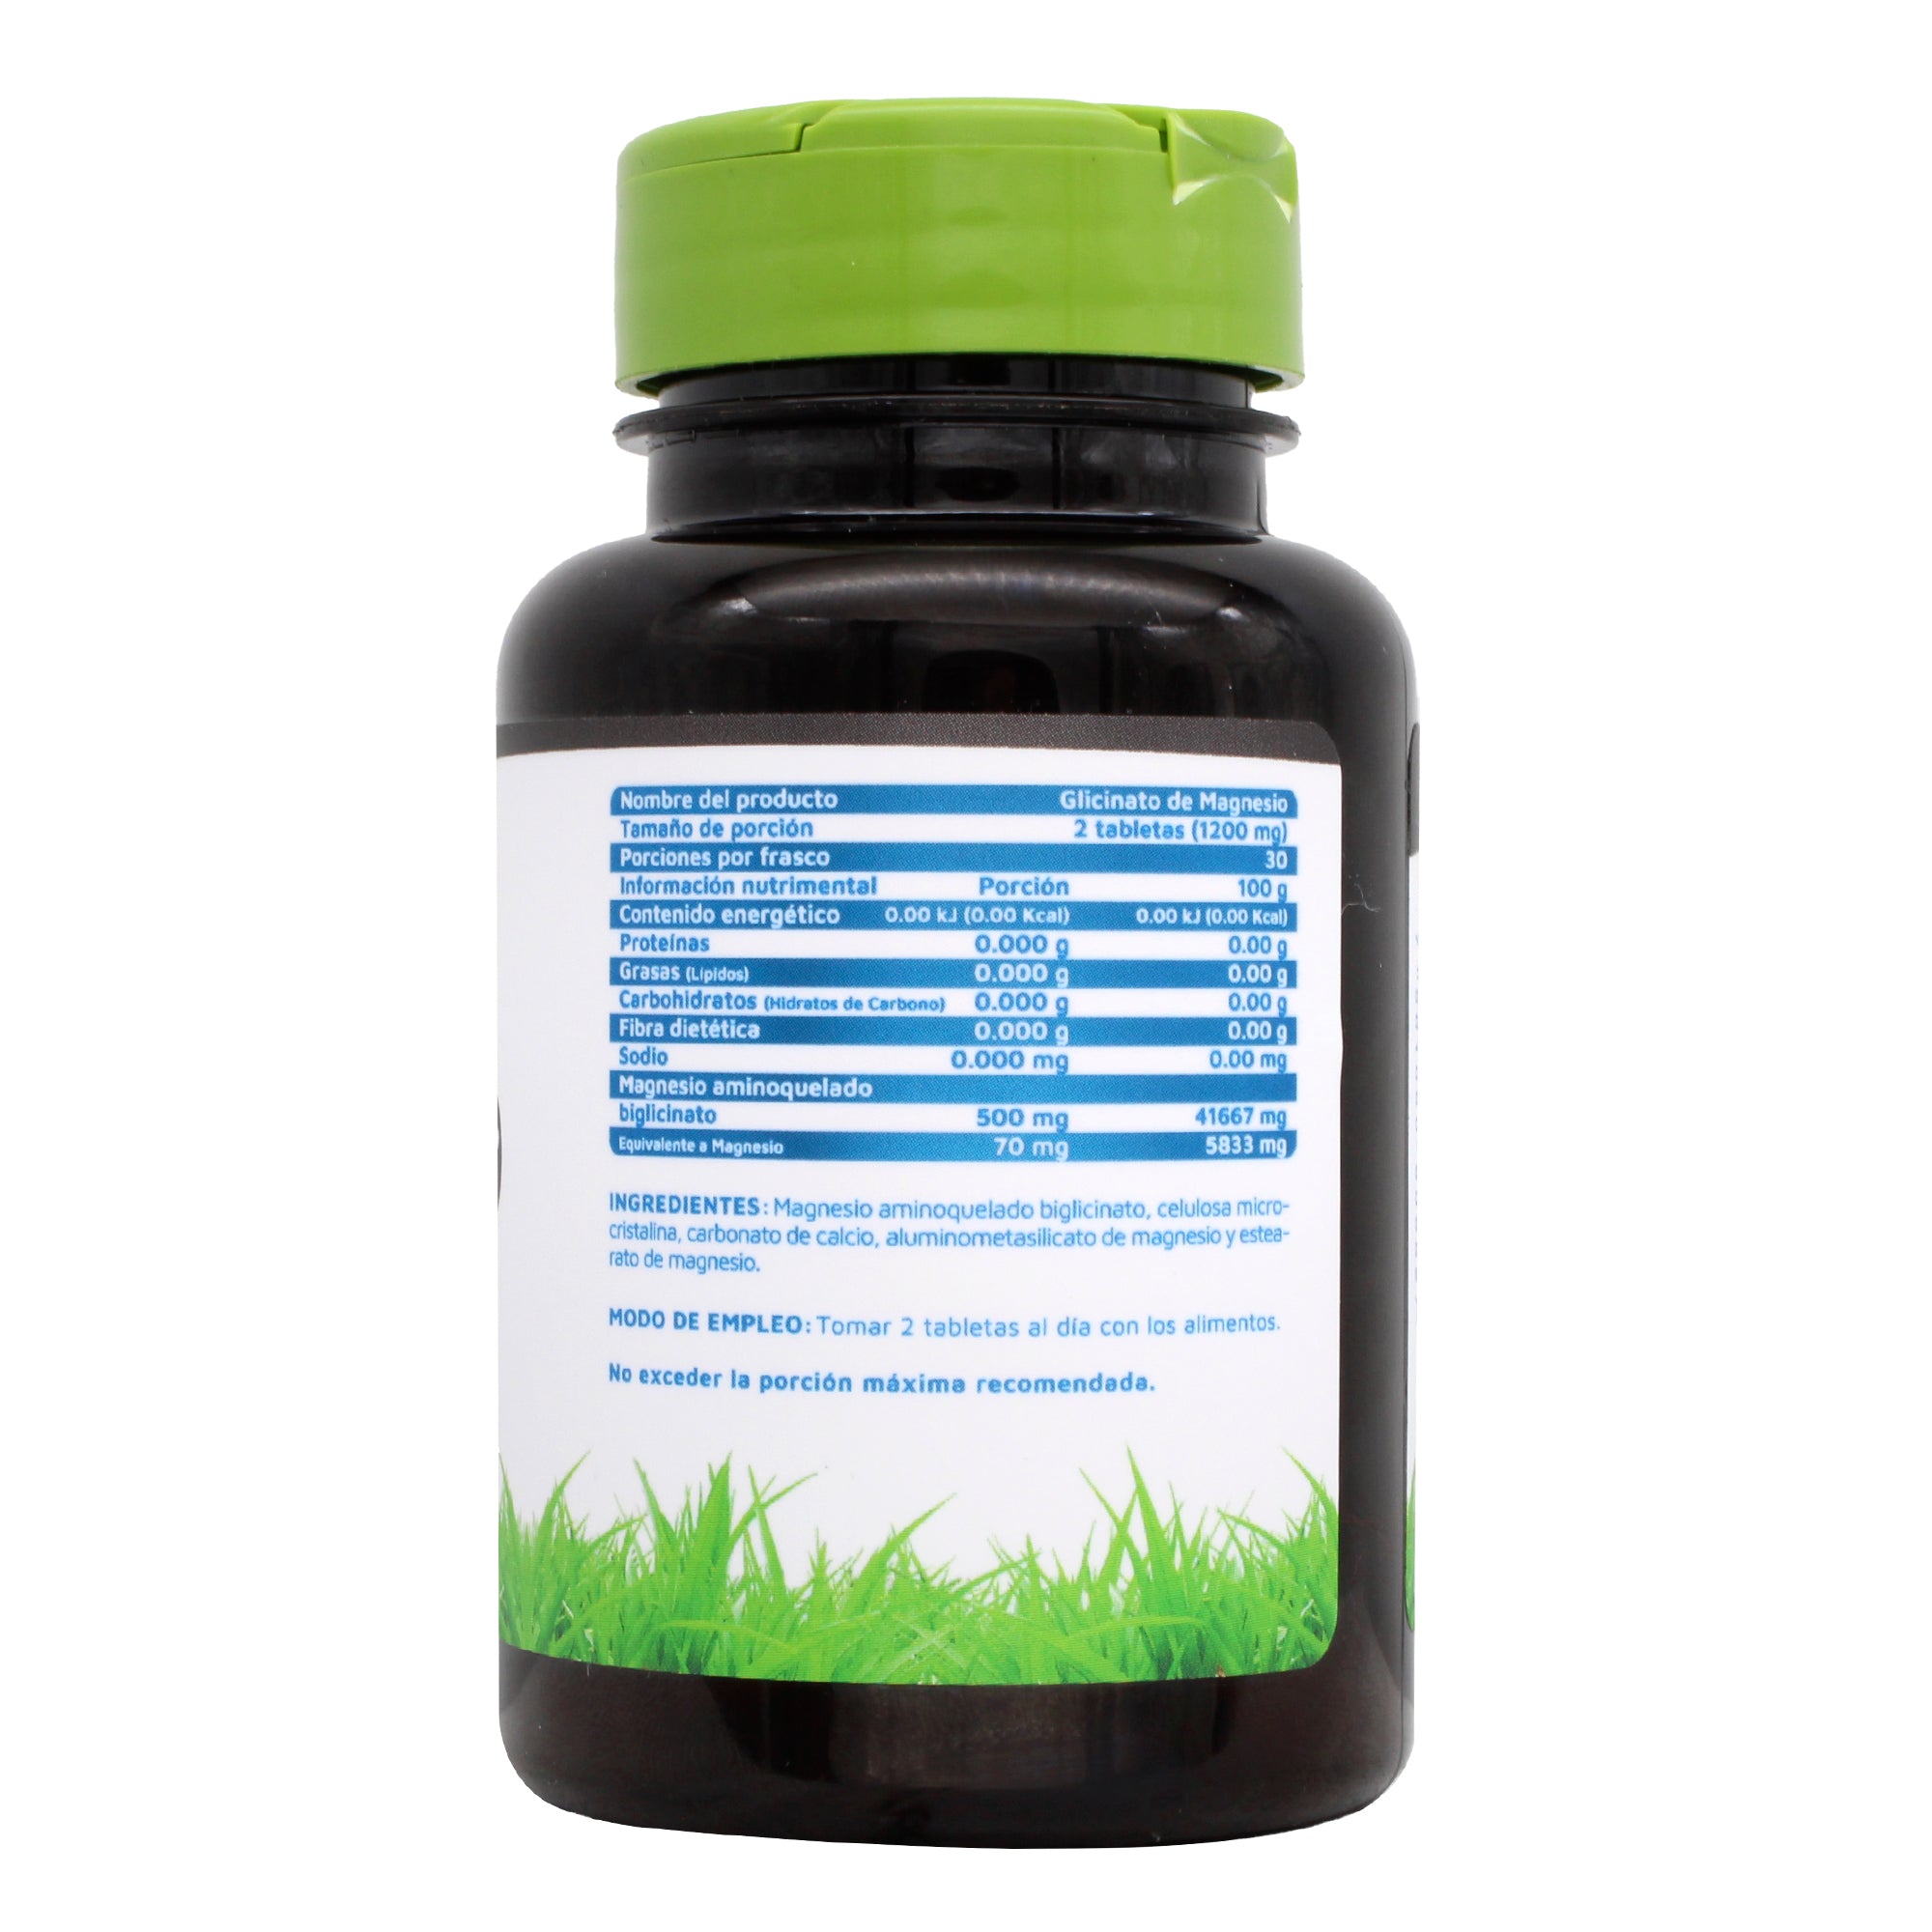 Nombre del producto Glicinato de Magnesio
Tamaño de porción 2 tabletas (1200 mg)
Porciones por frasco 30
Información nutrimental Porción 100 g
Contenido energético 0.00 kJ (0.00 Kcal) 0.00 kJ (0.00 Kcal)
Proteínas 0.000 g 0.00 g
Grasas (Lípidos) 0.000 g 0.00 g
Carbohidratos (Hidratos de Carbono) 0.000 g 0.00 g
Fibra dietética 0.000 g 0.00 g
Sodio 0.000 mg 0.00 mg
Magnesio aminoquelado
biglicinato 500 mg 41667 mg
Equivalente a Magnesio 70 mg 5833 mg
INGREDIENTES: Magnesio aminoquelado biglicinato, celulosa micro-
cristalina, carbonato de calcio, aluminometasilicato de magnesio y estea-
rato de magnesio.
MODO DE EMPLEO: Tomar 2 tabletas al día con los alimentos.
No exceder la porción máxima recomendada.